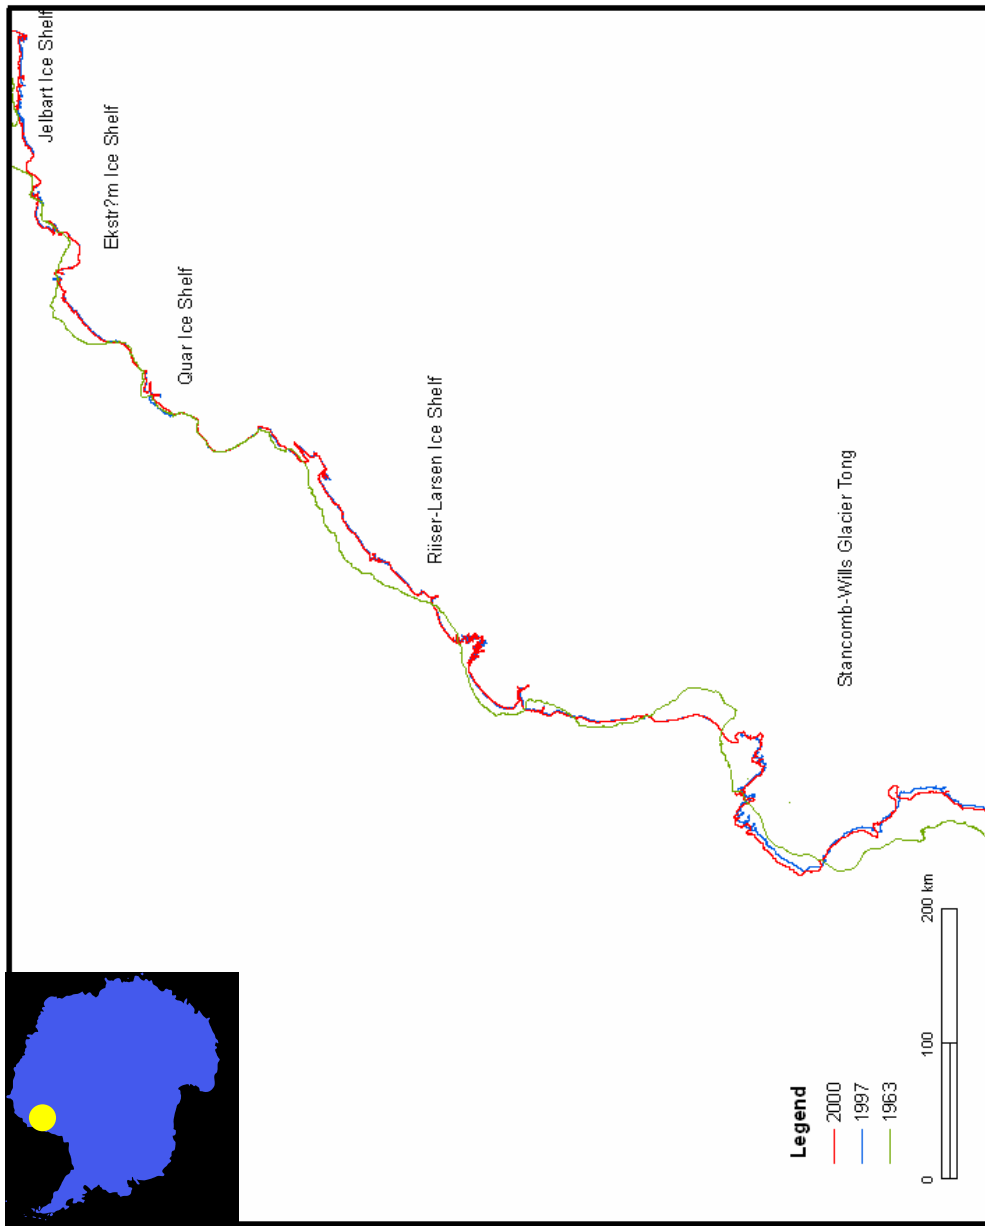 Jelbart Ice Shelf
Ekstr?m Ice Shelf
Quar Ice Shelf
Riiser-Larsen Ice Shelf
Stancomb-Wills Glacier Tong
Legend
2000
1997
1963
0 100 200 km